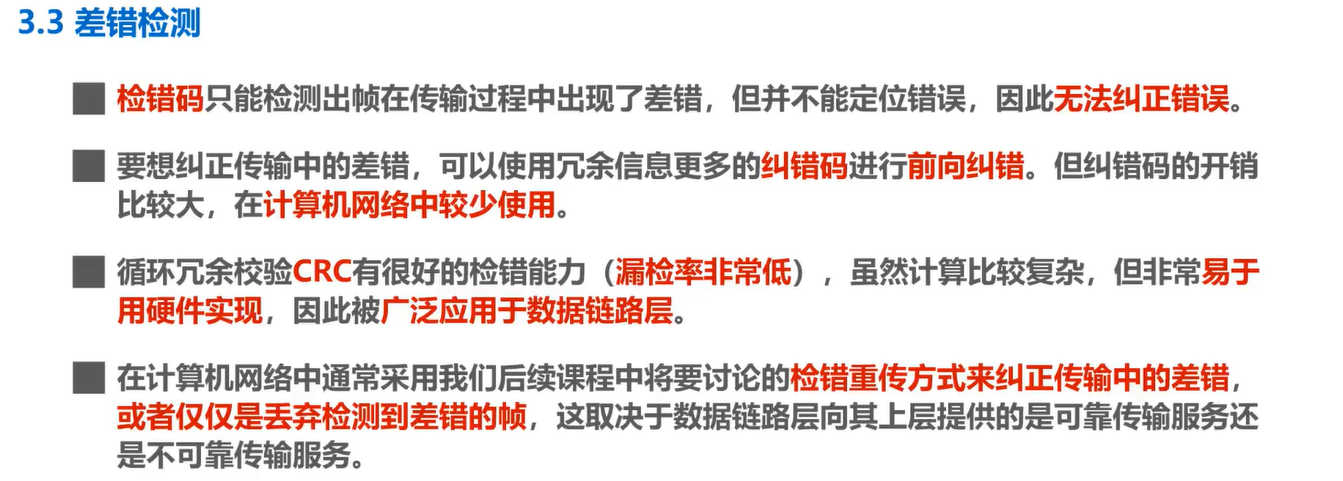 3.3 差错检测
检错码只能检测出帧在传输过程中出现了差错，但并不能定位错误，因此无法纠正错误。
要想纠正传输中的差错，可以使用冗余信息更多的纠错码进行前向纠错。但纠错码的开销
比较大，在计算机网络中较少使用。
循环冗余校验CRC有很好的检错能力（漏检率非常低），虽然计算比较复杂，但非常易于
用硬件实现，因此被广泛应用于数据链路层。
在计算机网络中通常采用我们后续课程中将要讨论的检错重传方式来纠正传输中的差错，
或者仅仅是丢弃检测到差错的帧，这取决于数据链路层向其上层提供的是可靠传输服务还
是不可靠传输服务。